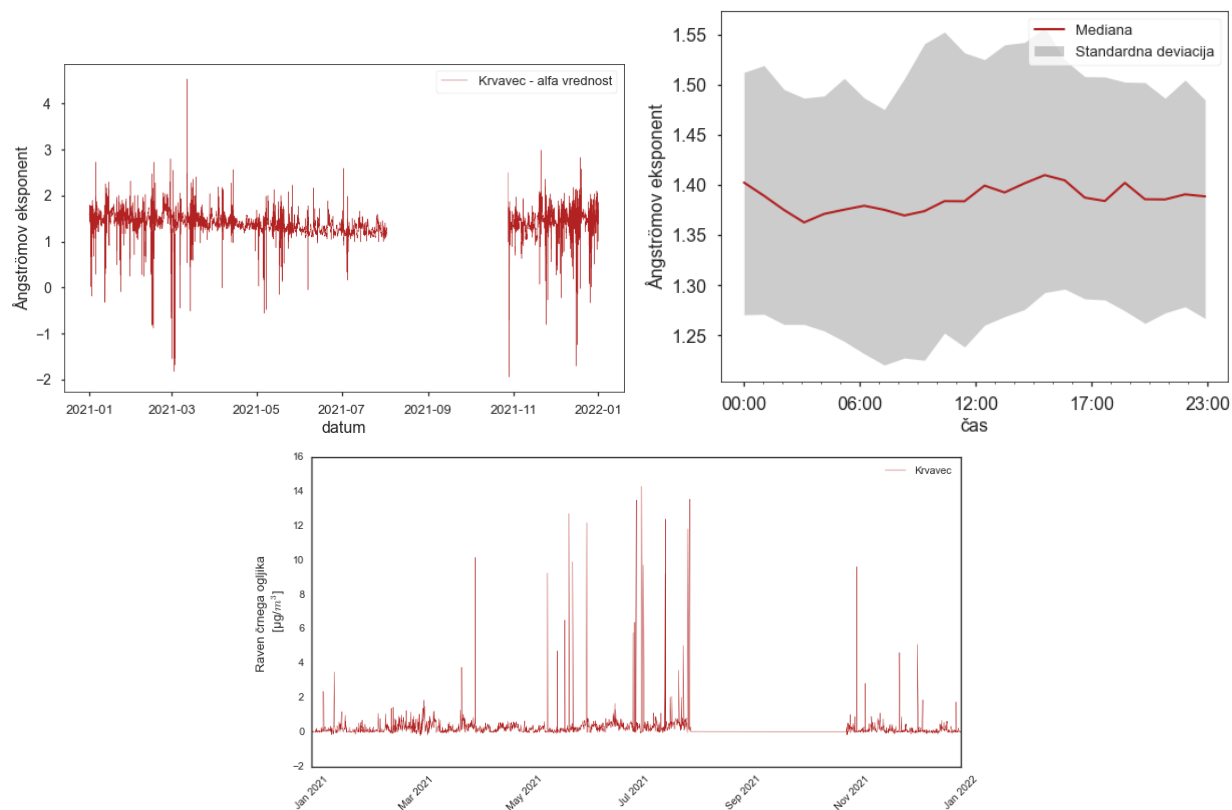 Krvavec - alfa vrednost
Ångströmov eksponent
4
3
2
1
0
−1
−2
2021-01 2021-03 2021-05 2021-07 2021-09 2021-11 2022-01
datum
Mediana
Standardna deviacija
Ångströmov eksponent
1.55
1.50
1.45
1.40
1.35
1.30
1.25
00:00 06:00 12:00 17:00 23:00
čas
Krvavec
Raven črnega ogljika
[µg/m³]
16
14
12
10
8
6
4
2
0
−2
Jan 2021 Mar 2021 May 2021 Jul 2021 Sep 2021 Nov 2021 Jan 2022